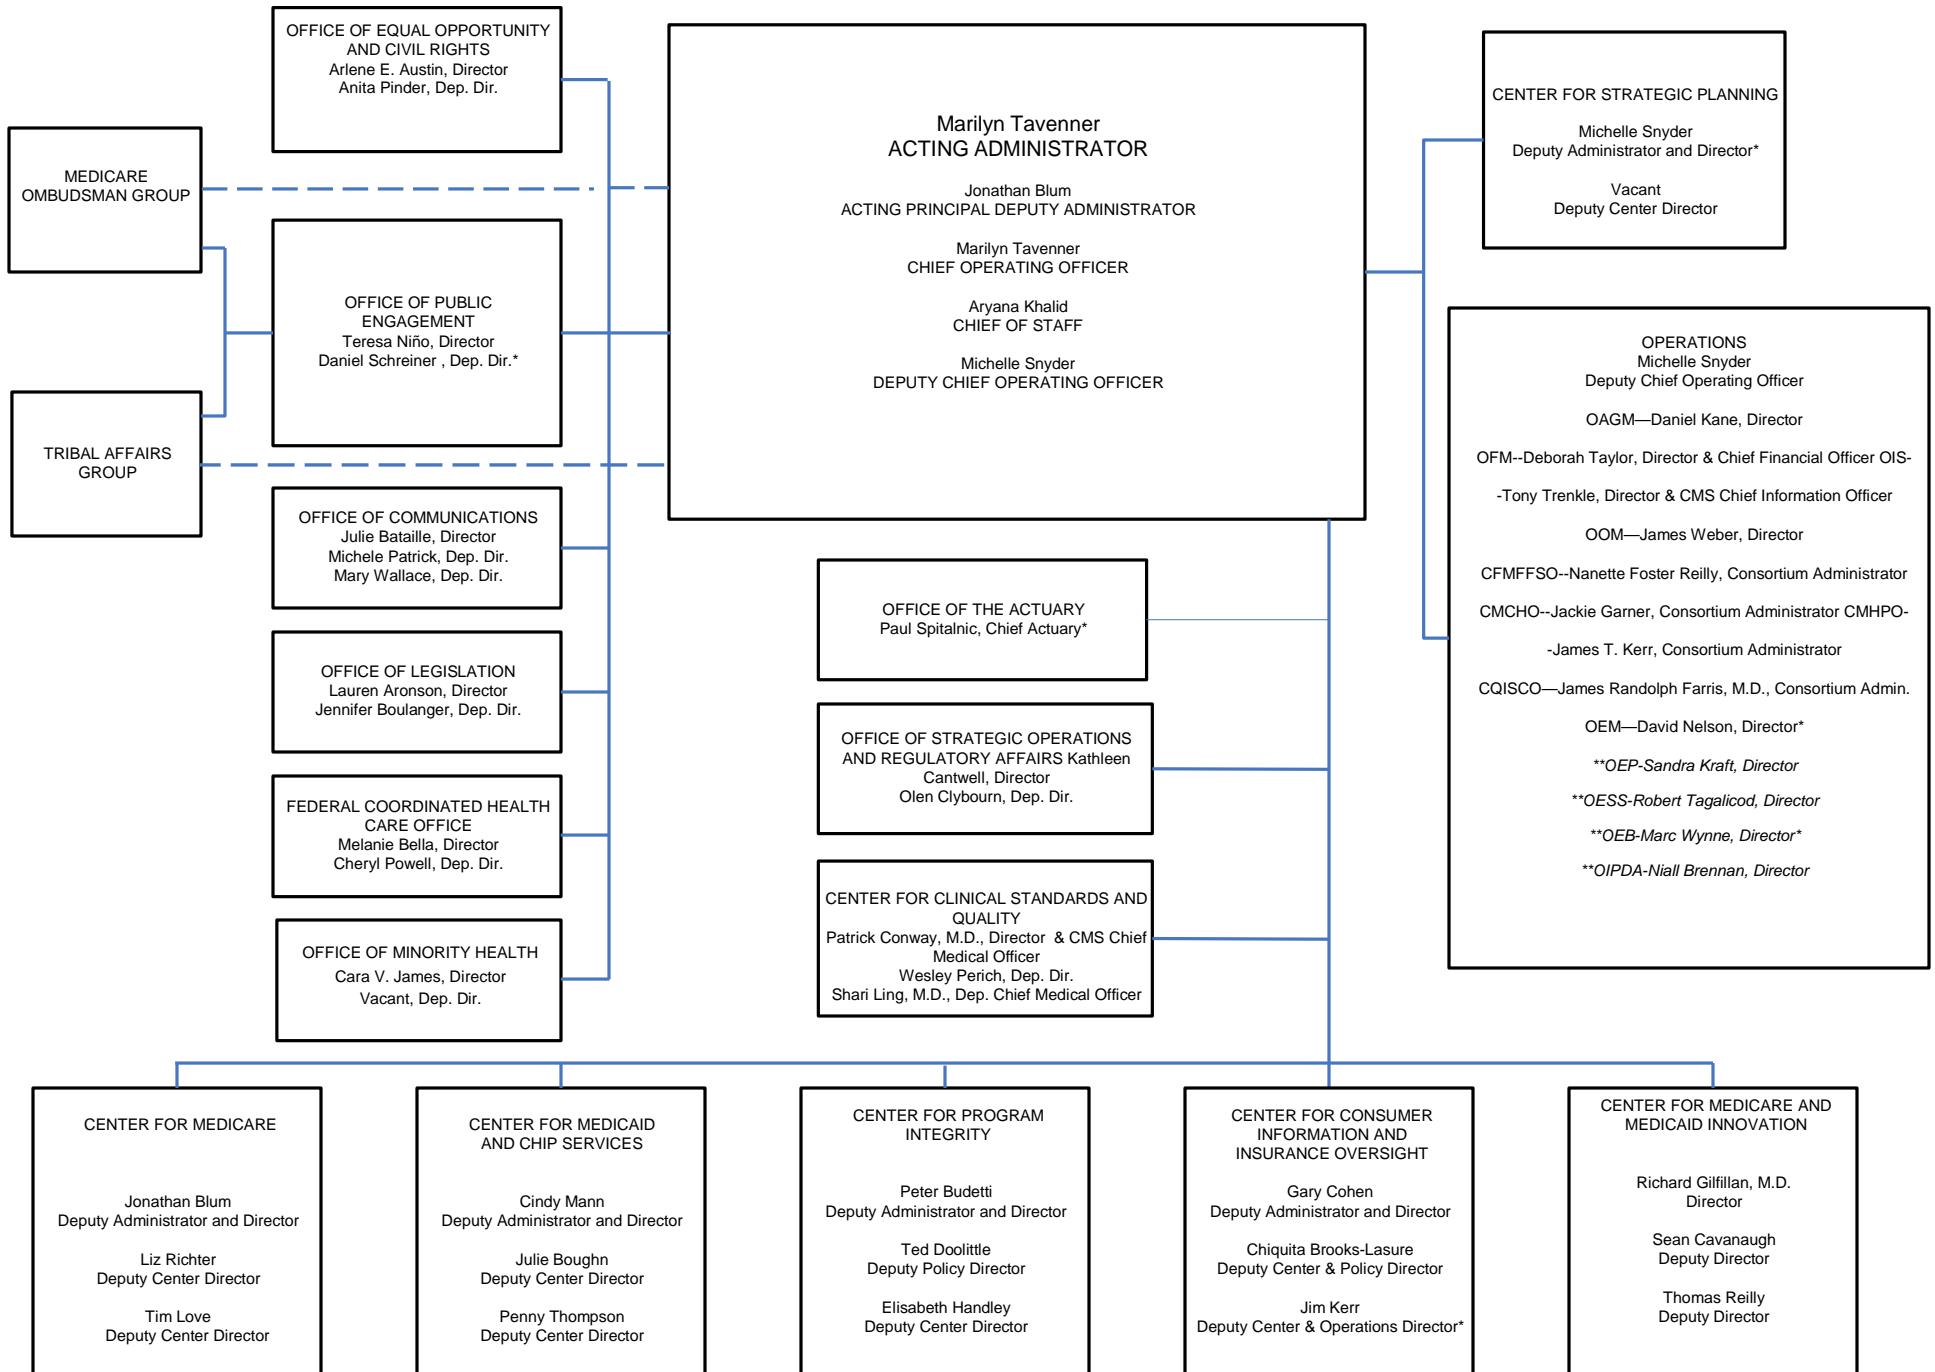 OFFICE OF EQUAL OPPORTUNITY
AND CIVIL RIGHTS
Arlene E. Austin, Director
Anita Pinder, Dep. Dir.
MEDICARE
OMBUDSMAN GROUP
OFFICE OF PUBLIC
ENGAGEMENT
Teresa Niño, Director
Daniel Schreiner , Dep. Dir.*
TRIBAL AFFAIRS
GROUP
OFFICE OF COMMUNICATIONS
Julie Bataille, Director
Michele Patrick, Dep. Dir.
Mary Wallace, Dep. Dir.
OFFICE OF LEGISLATION
Lauren Aronson, Director
Jennifer Boulanger, Dep. Dir.
FEDERAL COORDINATED HEALTH
CARE OFFICE
Melanie Bella, Director
Cheryl Powell, Dep. Dir.
OFFICE OF MINORITY HEALTH
Cara V. James, Director
Vacant, Dep. Dir.
Marilyn Tavenner
ACTING ADMINISTRATOR
Jonathan Blum
ACTING PRINCIPAL DEPUTY ADMINISTRATOR
Marilyn Tavenner
CHIEF OPERATING OFFICER
Aryana Khalid
CHIEF OF STAFF
Michelle Snyder
DEPUTY CHIEF OPERATING OFFICER
CENTER FOR STRATEGIC PLANNING
Michelle Snyder
Deputy Administrator and Director*
Vacant
Deputy Center Director
OPERATIONS
Michelle Snyder
Deputy Chief Operating Officer
OAGM—Daniel Kane, Director
OFM--Deborah Taylor, Director & Chief Financial Officer OIS-
-Tony Trenkle, Director & CMS Chief Information Officer
OOM—James Weber, Director
CFMFFSO--Nanette Foster Reilly, Consortium Administrator
CMCHO--Jackie Garner, Consortium Administrator CMHPO-
-James T. Kerr, Consortium Administrator
CQISCO—James Randolph Farris, M.D., Consortium Admin.
OEM—David Nelson, Director*
**OEP-Sandra Kraft, Director
**OESS-Robert Tagalicod, Director
**OEB-Marc Wynne, Director*
**OIPDA-Niall Brennan, Director
OFFICE OF THE ACTUARY
Paul Spitalnic, Chief Actuary*
OFFICE OF STRATEGIC OPERATIONS
AND REGULATORY AFFAIRS Kathleen
Cantwell, Director
Olen Clybourn, Dep. Dir.
CENTER FOR CLINICAL STANDARDS AND
QUALITY
Patrick Conway, M.D., Director & CMS Chief
Medical Officer
Wesley Perich, Dep. Dir.
Shari Ling, M.D., Dep. Chief Medical Officer
CENTER FOR MEDICARE
Jonathan Blum
Deputy Administrator and Director
Liz Richter
Deputy Center Director
Tim Love
Deputy Center Director
CENTER FOR MEDICAID
AND CHIP SERVICES
Cindy Mann
Deputy Administrator and Director
Julie Boughn
Deputy Center Director
Penny Thompson
Deputy Center Director
CENTER FOR PROGRAM
INTEGRITY
Peter Budetti
Deputy Administrator and Director
Ted Doolittle
Deputy Policy Director
Elisabeth Handley
Deputy Center Director
CENTER FOR CONSUMER
INFORMATION AND
INSURANCE OVERSIGHT
Gary Cohen
Deputy Administrator and Director
Chiquita Brooks-Lasure
Deputy Center & Policy Director
Jim Kerr
Deputy Center & Operations Director*
CENTER FOR MEDICARE AND
MEDICAID INNOVATION
Richard Gilfillan, M.D.
Director
Sean Cavanaugh
Deputy Director
Thomas Reilly
Deputy Director